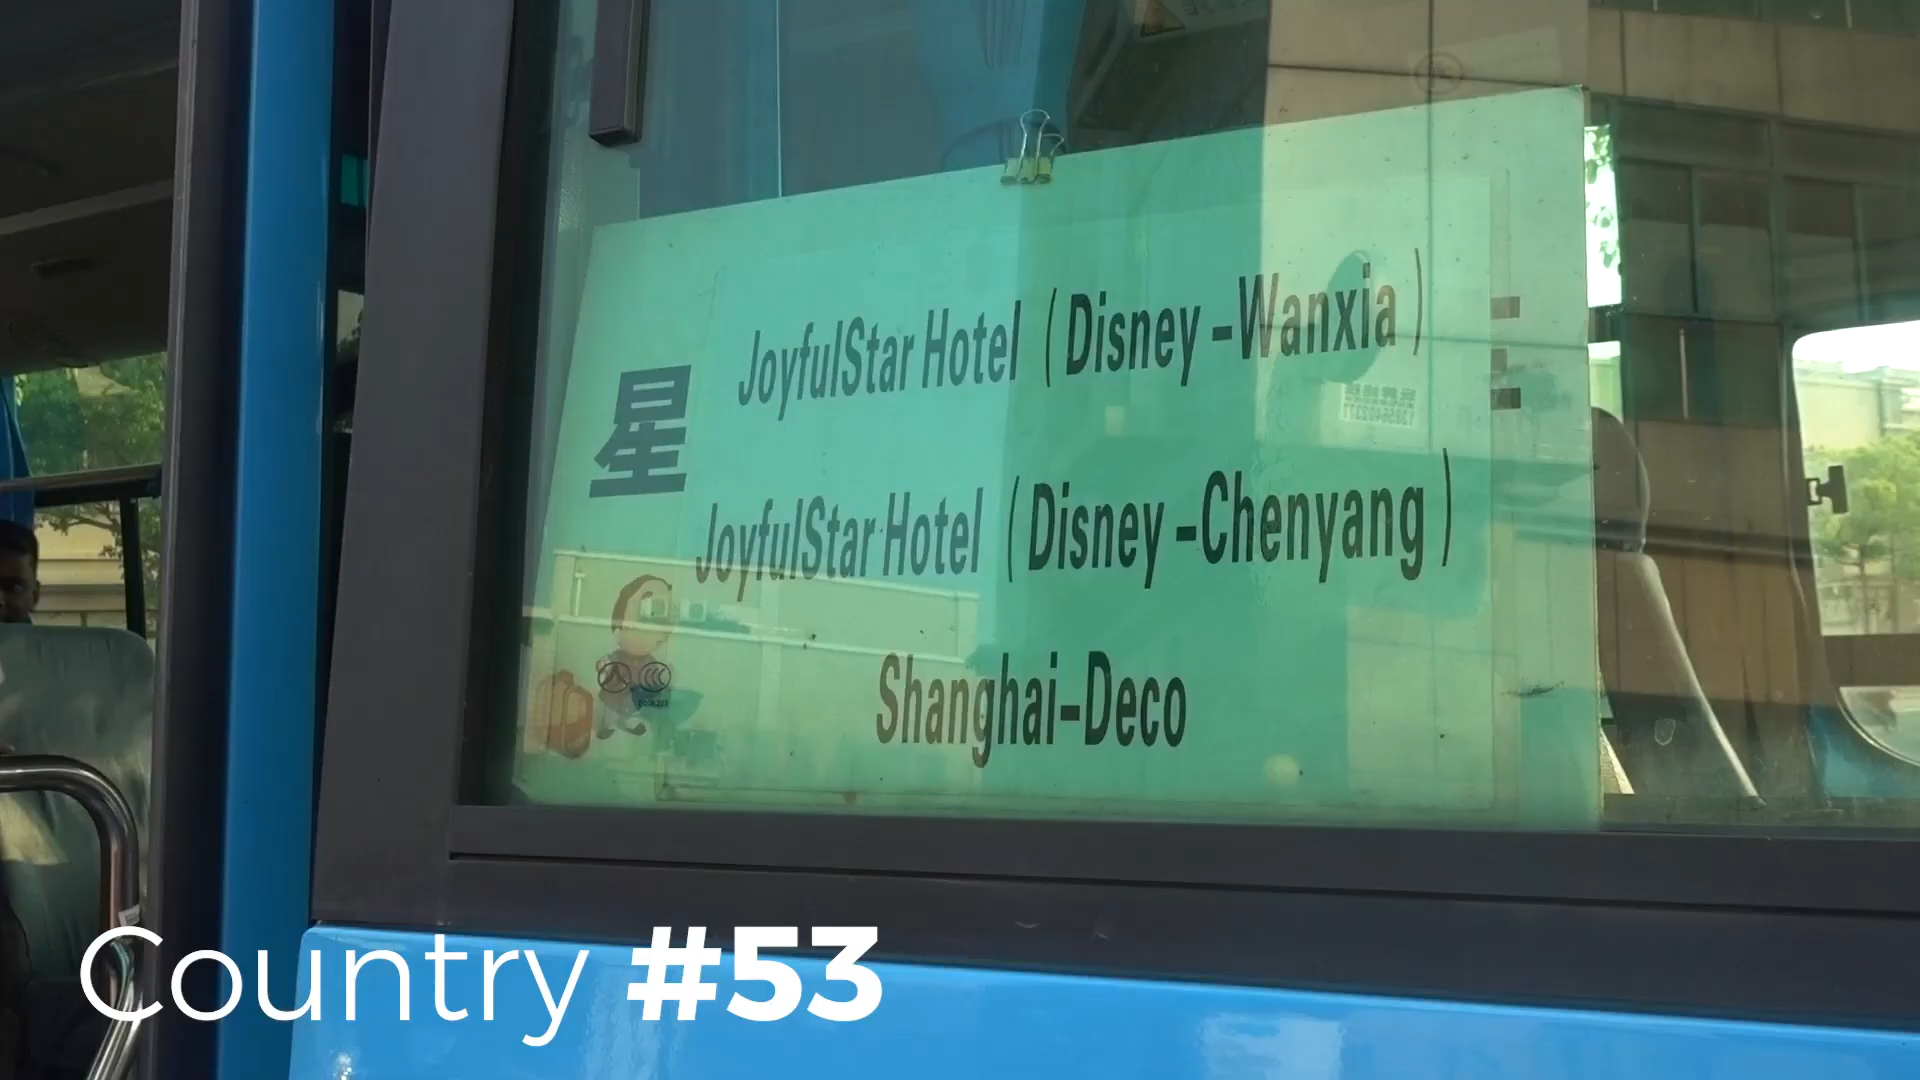 JoyfulStar Hotel (Disney-Wanxia)
星
JoyfulStar Hotel (Disney-Chenyang)
Shanghai-Deco
Country #53